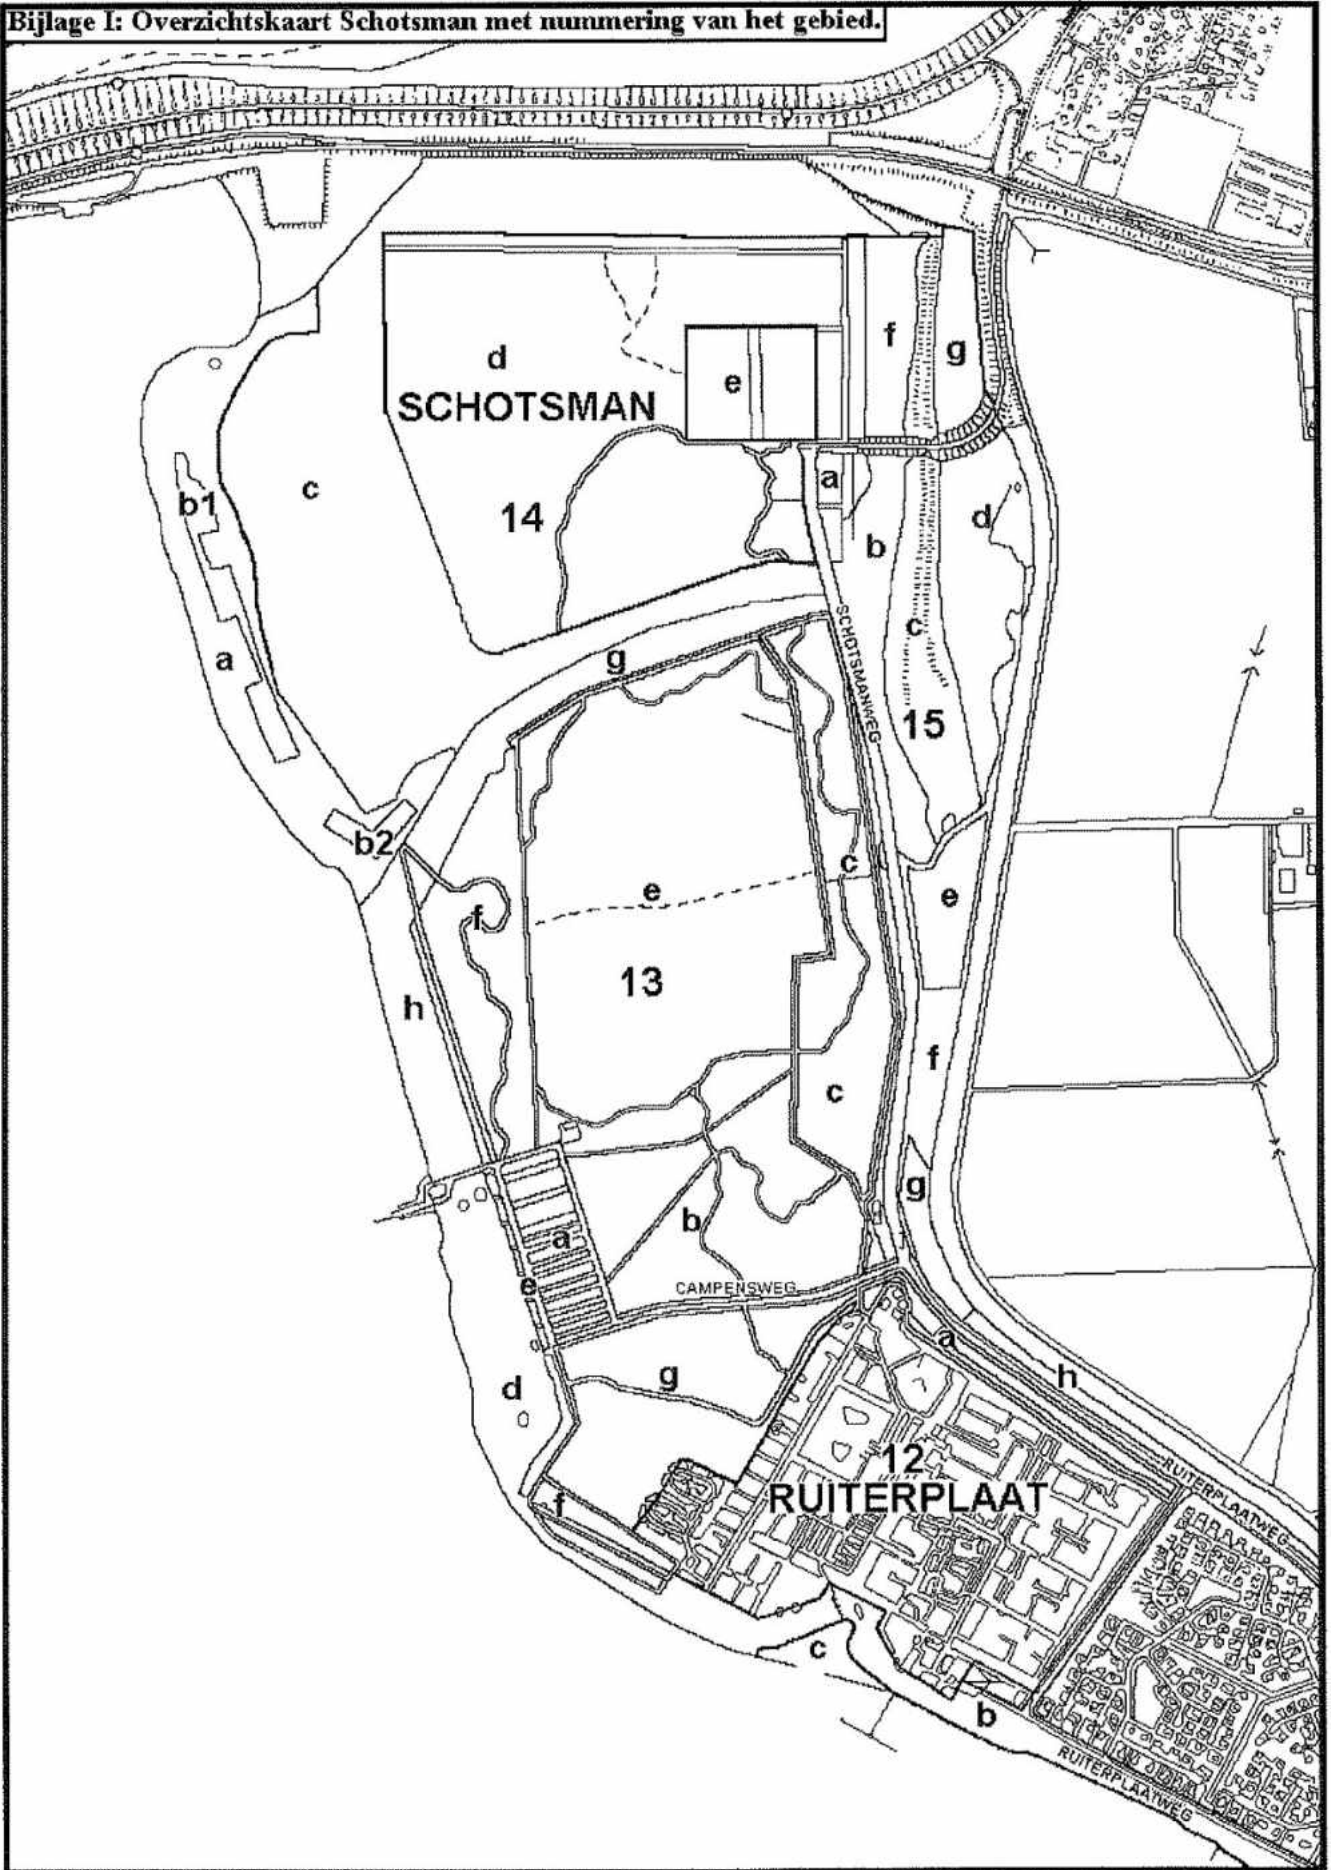 Bijlage I: Overzichtskaart Schotsman met nummering van het gebied.
f
g
d
e
SCHOTSMAN
a
b1
c
14
d
b
c
SCHOTSMANWEG
a
g
15
b2
c
e
e
f
13
h
f
c
g
b
a
e
CAMPENSWEG
a
h
g
d
12
RUITERPLAAT
RUITERPLAATWEG
f
c
b
RUITERPLAATWEG